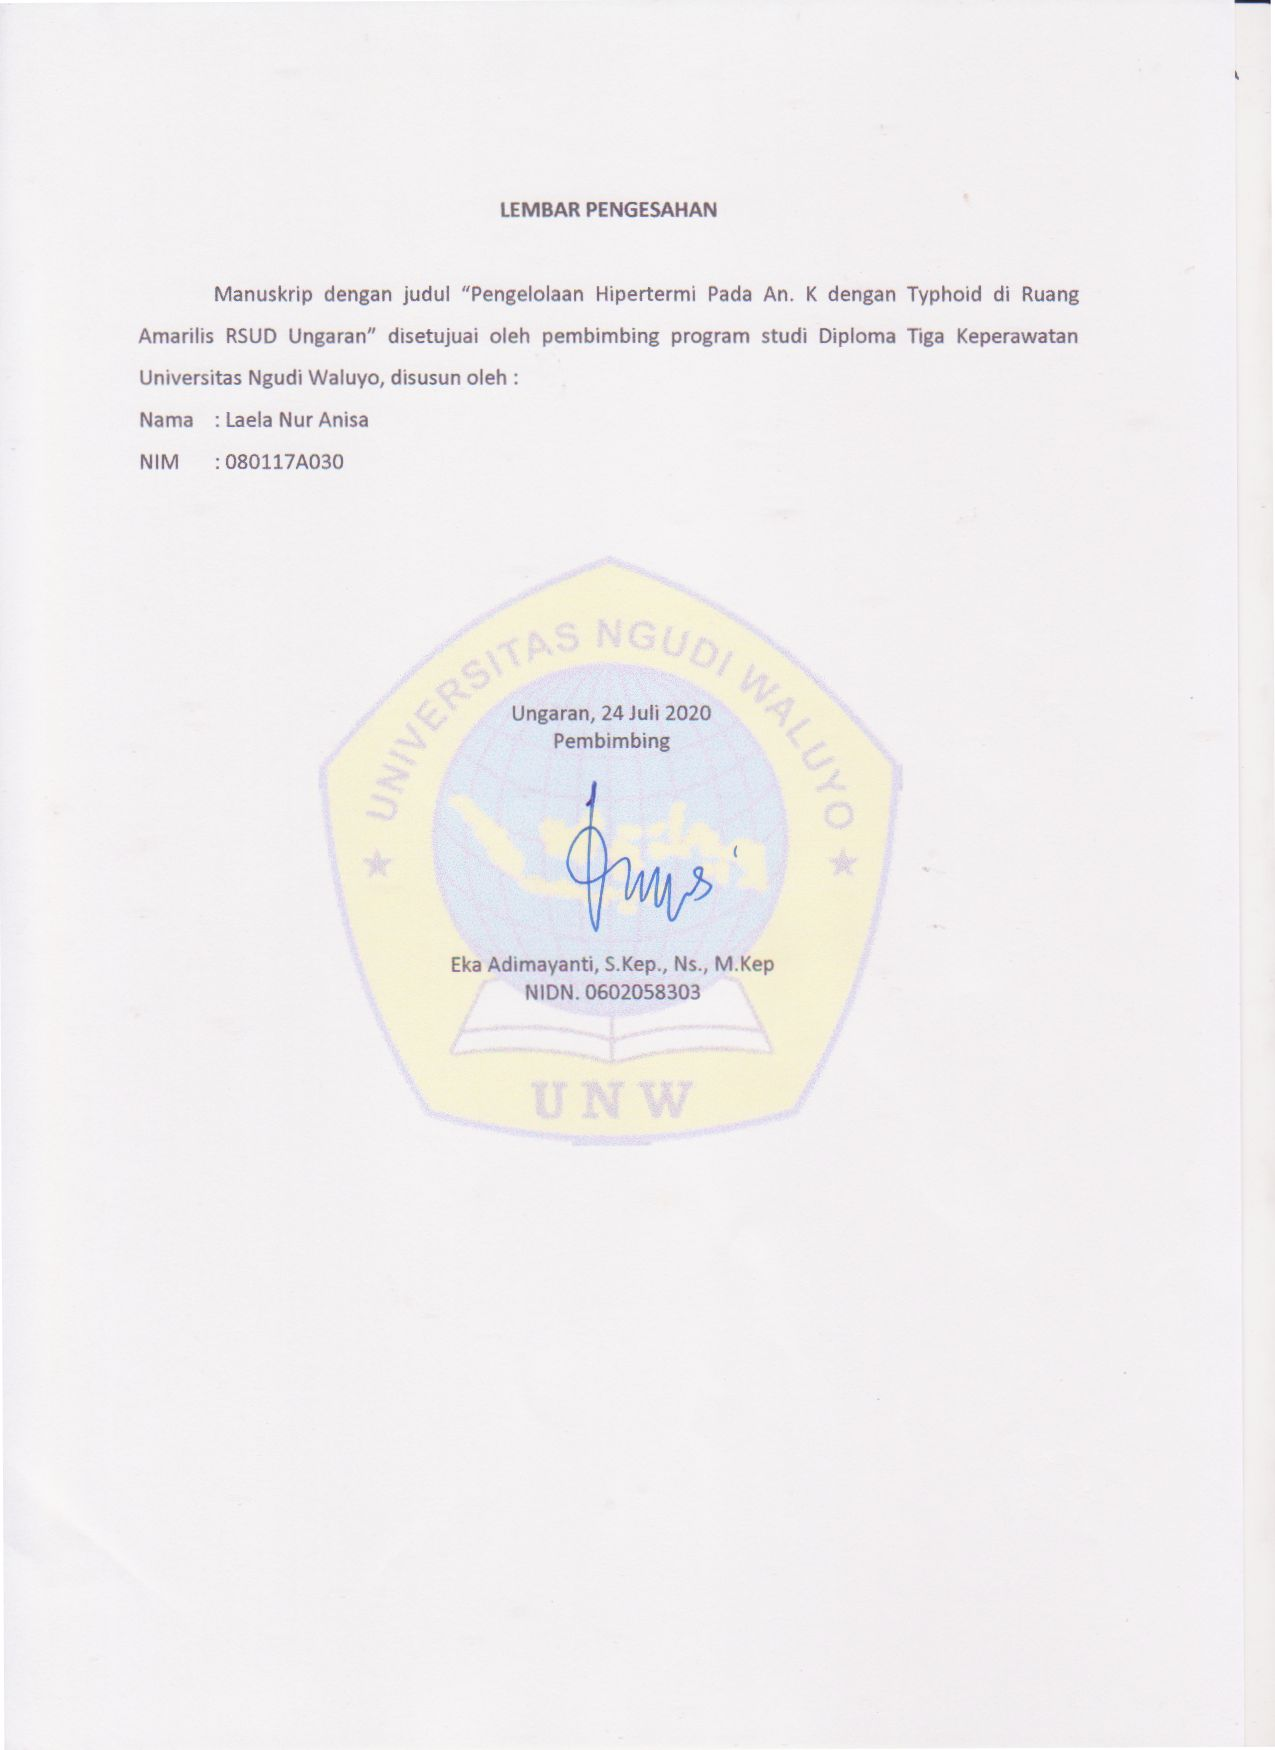 LEMBAR PENGESAHAN
Manuskrip dengan judul “Pengelolaan Hipertermi Pada An. K dengan Typhoid di Ruang
Amarilis RSUD Ungaran” disetujuai oleh pembimbing program studi Diploma Tiga Keperawatan
Universitas Ngudi Waluyo, disusun oleh :
Nama : Laela Nur Anisa
NIM : 080117A030
UNIVERSITAS NGUDI WALUYO
Ungaran, 24 Juli 2020
Pembimbing
Eka Adimayanti, S.Kep., Ns., M.Kep
NIDN. 0602058303
UNW